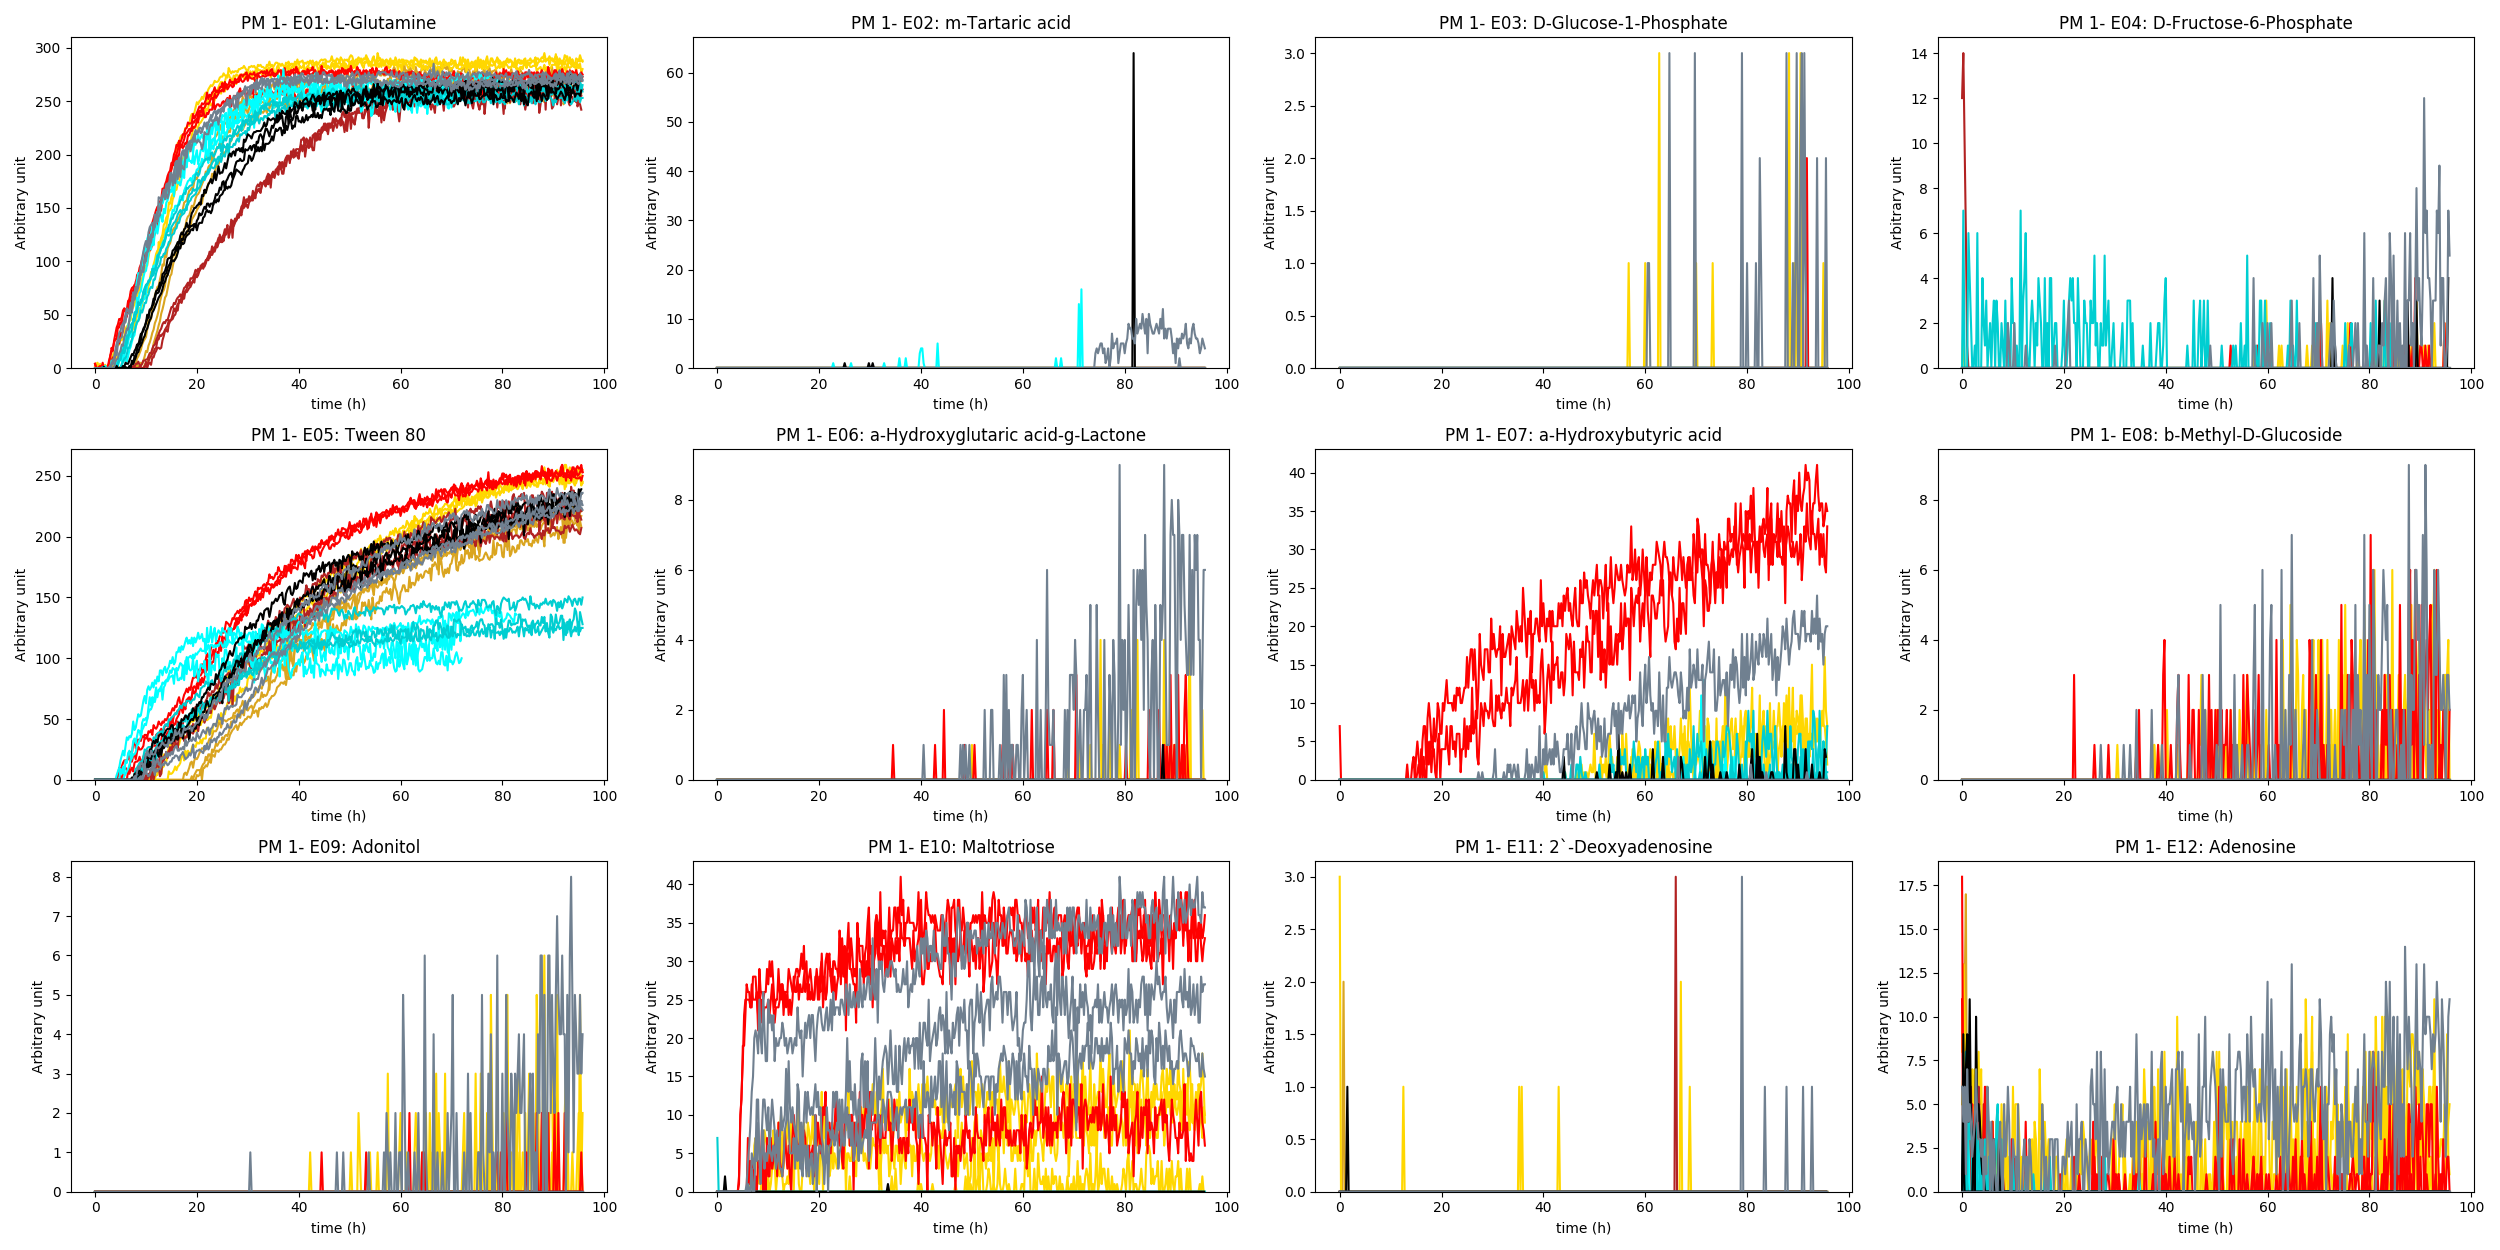 PM 1- E01: L-Glutamine
PM 1- E02: m-Tartaric acid
PM 1- E03: D-Glucose-1-Phosphate
PM 1- E04: D-Fructose-6-Phosphate
Arbitrary unit
300
250
200
150
100
50
0
0 20 40 60 80 100
time (h)
Arbitrary unit
60
50
40
30
20
10
0
0 20 40 60 80 100
time (h)
Arbitrary unit
3.0
2.5
2.0
1.5
1.0
0.5
0.0
0 20 40 60 80 100
time (h)
Arbitrary unit
14
12
10
8
6
4
2
0
0 20 40 60 80 100
time (h)
PM 1- E05: Tween 80
PM 1- E06: a-Hydroxyglutaric acid-g-Lactone
PM 1- E07: a-Hydroxybutyric acid
PM 1- E08: b-Methyl-D-Glucoside
Arbitrary unit
250
200
150
100
50
0
0 20 40 60 80 100
time (h)
Arbitrary unit
8
6
4
2
0
0 20 40 60 80 100
time (h)
Arbitrary unit
40
35
30
25
20
15
10
5
0
0 20 40 60 80 100
time (h)
Arbitrary unit
8
6
4
2
0
0 20 40 60 80 100
time (h)
PM 1- E09: Adonitol
PM 1- E10: Maltotriose
PM 1- E11: 2`-Deoxyadenosine
PM 1- E12: Adenosine
Arbitrary unit
8
7
6
5
4
3
2
1
0
0 20 40 60 80 100
time (h)
Arbitrary unit
40
35
30
25
20
15
10
5
0
0 20 40 60 80 100
time (h)
Arbitrary unit
3.0
2.5
2.0
1.5
1.0
0.5
0.0
0 20 40 60 80 100
time (h)
Arbitrary unit
17.5
15.0
12.5
10.0
7.5
5.0
2.5
0.0
0 20 40 60 80 100
time (h)